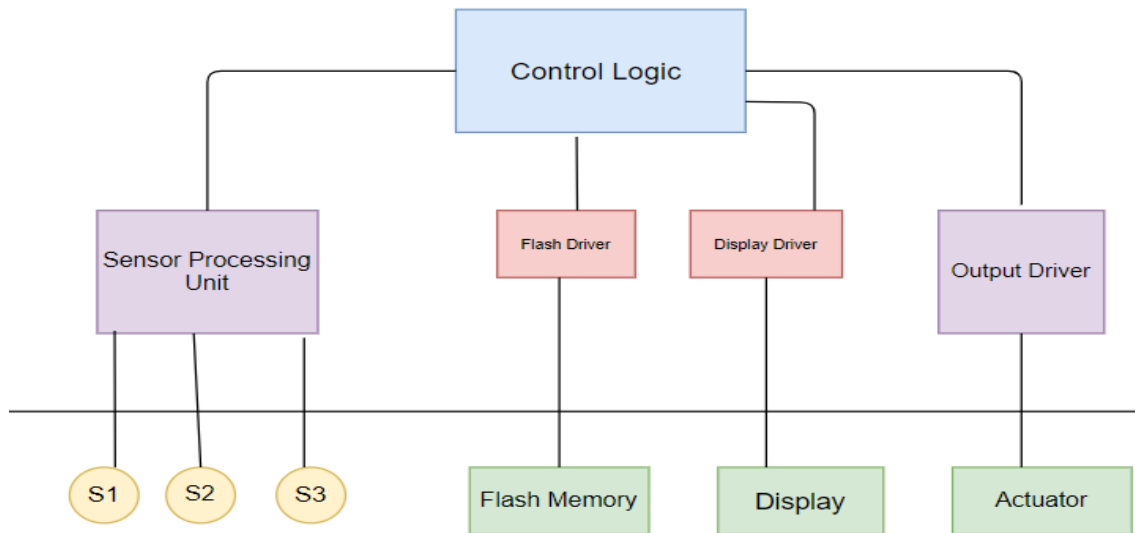 Control Logic
Sensor Processing
Unit
Flash Driver
Display Driver
Output Driver
S1
S2
S3
Flash Memory
Display
Actuator